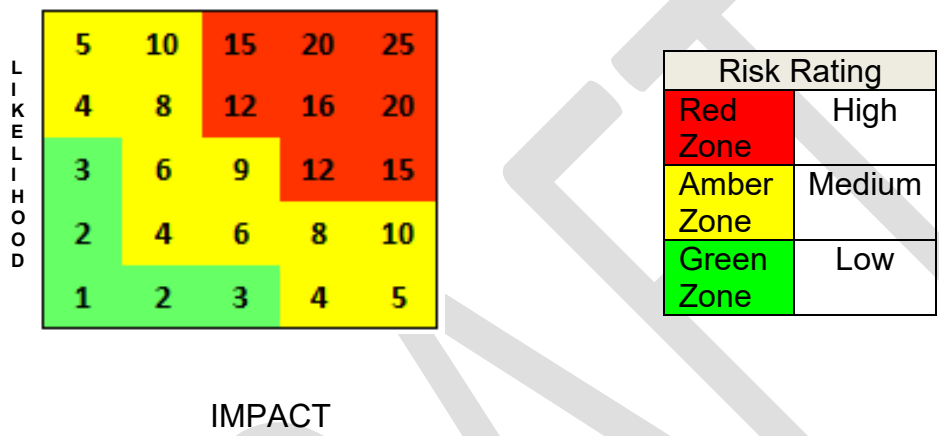 LIKELIHOOD
5 10 15 20 25
4 8 12 16 20
3 6 9 12 15
2 4 6 8 10
1 2 3 4 5
IMPACT
Risk Rating
Red High
Zone
Amber Medium
Zone
Green Low
Zone